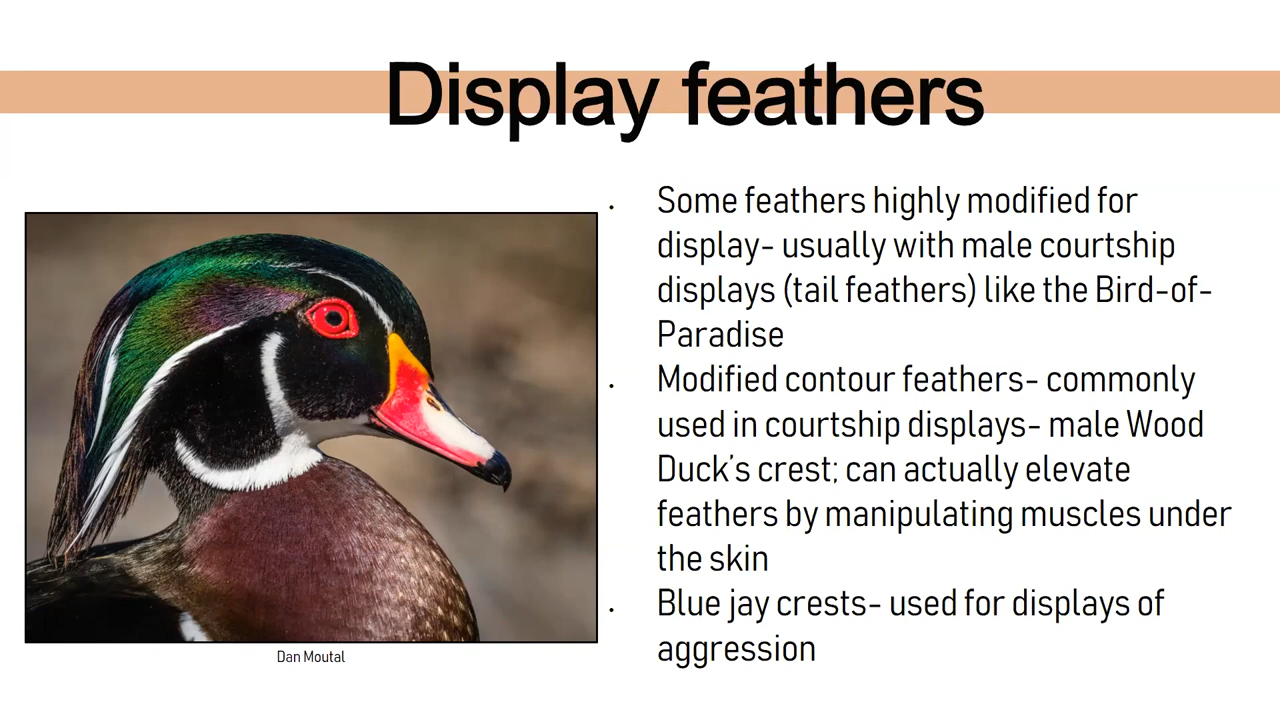 Display feathers
• Some feathers highly modified for
display- usually with male courtship
displays (tail feathers) like the Bird-of-
Paradise
• Modified contour feathers- commonly
used in courtship displays- male Wood
Duck’s crest; can actually elevate
feathers by manipulating muscles under
the skin
• Blue jay crests- used for displays of
aggression
Dan Moutal